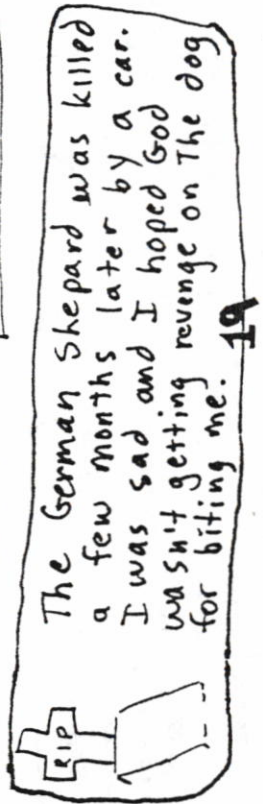 RIP
The German Shepard was killed
a few months later by a car.
I was sad and I hoped God
wasn't getting revenge on The dog
for biting me.
19